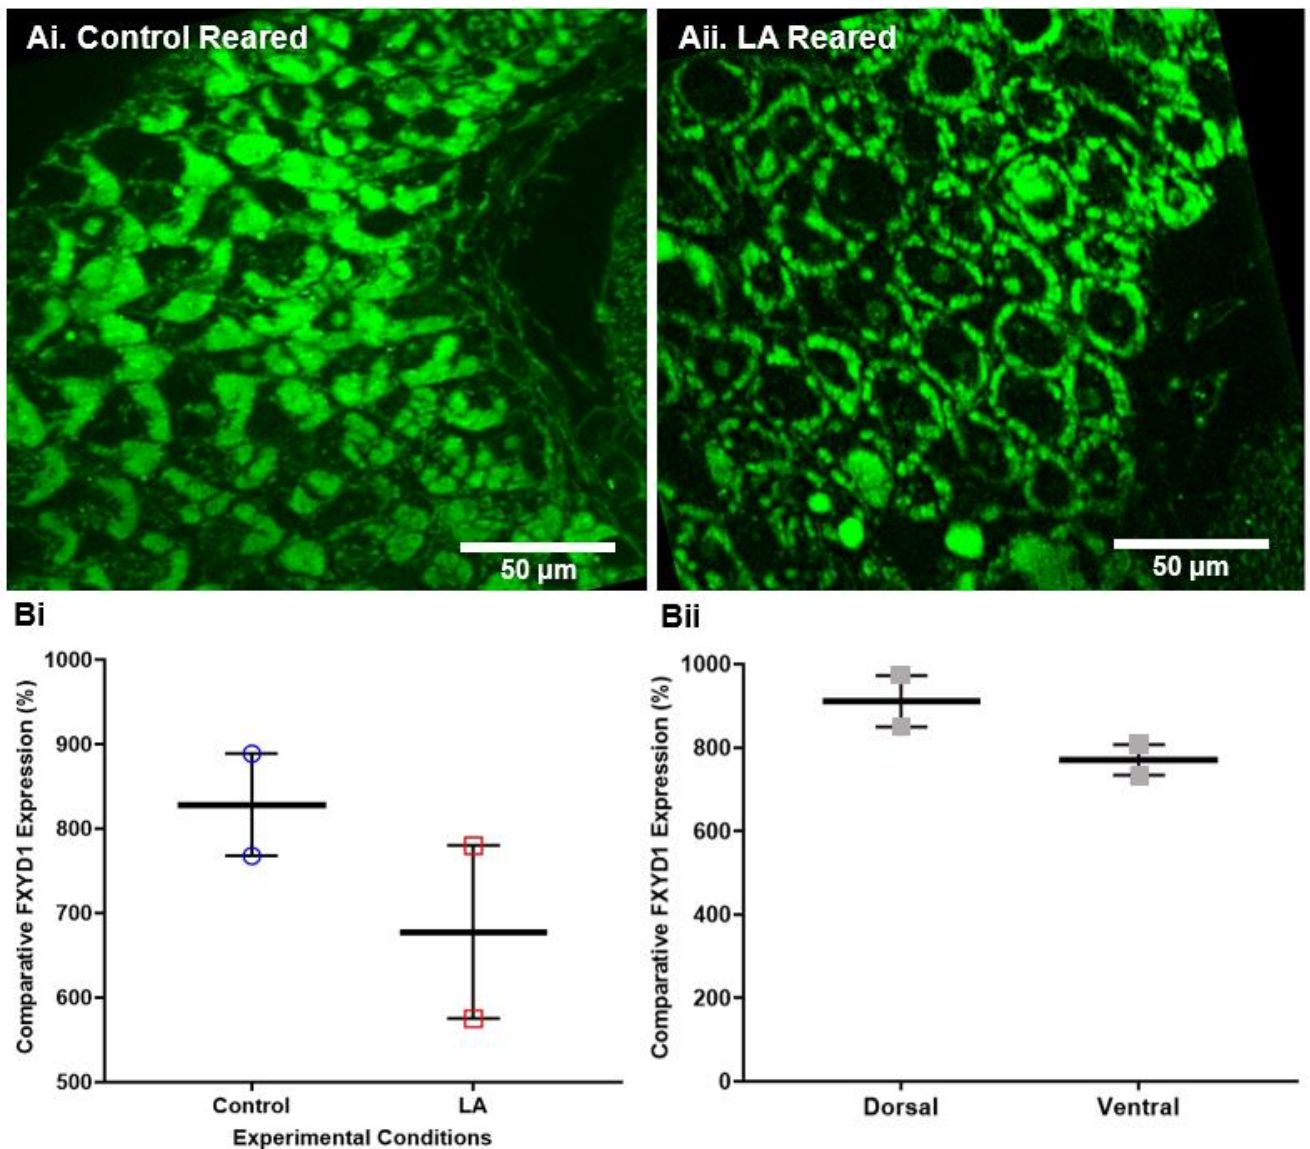 Ai. Control Reared
Aii. LA Reared
50 µm
50 µm
Bi
Bii
Comparative FXYD1 Expression (%)
1000
900
800
700
600
500
Control
LA
Experimental Conditions
Comparative FXYD1 Expression (%)
1000
800
600
400
200
0
Dorsal
Ventral